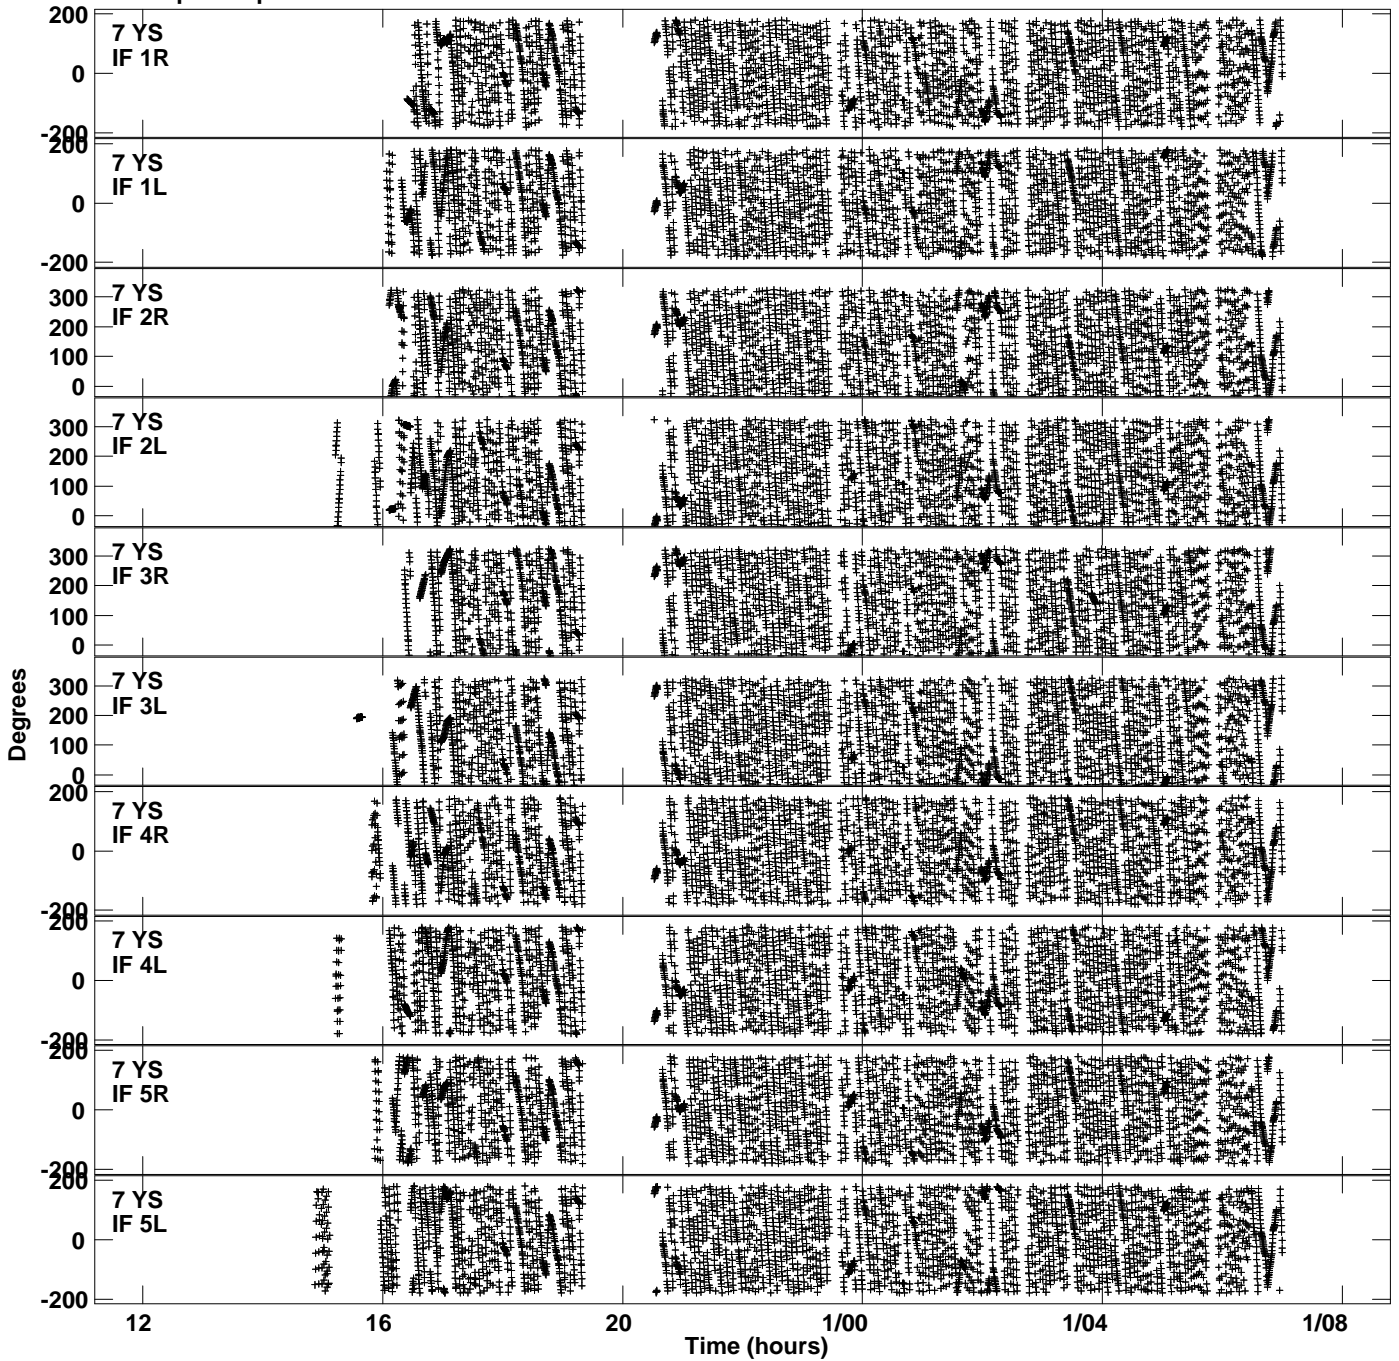 200
0
-200
7 YS
IF 1R
200
0
-200
7 YS
IF 1L
300
200
100
0
7 YS
IF 2R
300
200
100
0
7 YS
IF 2L
300
200
100
0
7 YS
IF 3R
300
200
100
0
7 YS
IF 3L
200
0
-200
7 YS
IF 4R
200
0
-200
7 YS
IF 4L
200
0
-200
7 YS
IF 5R
200
0
-200
7 YS
IF 5L
Degrees
12 16 20 1/00 1/04 1/08
Time (hours)